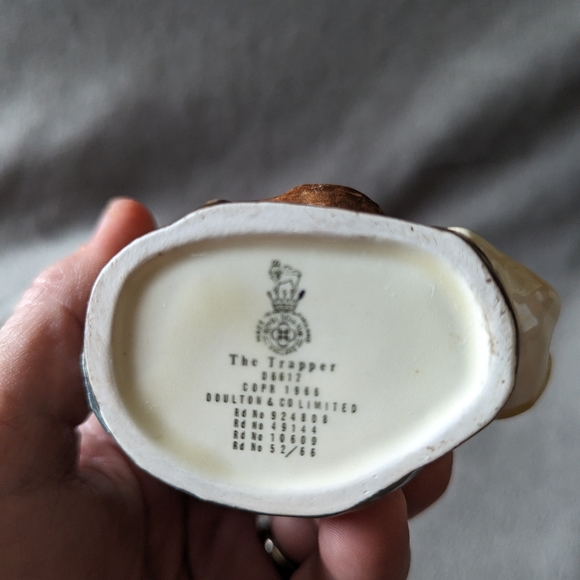 The Trapper
D6612
COPR 1966
DOULTON & CO LIMITED
Rd No 924808
Rd No 49144
Rd No 10609
Rd No 52/66